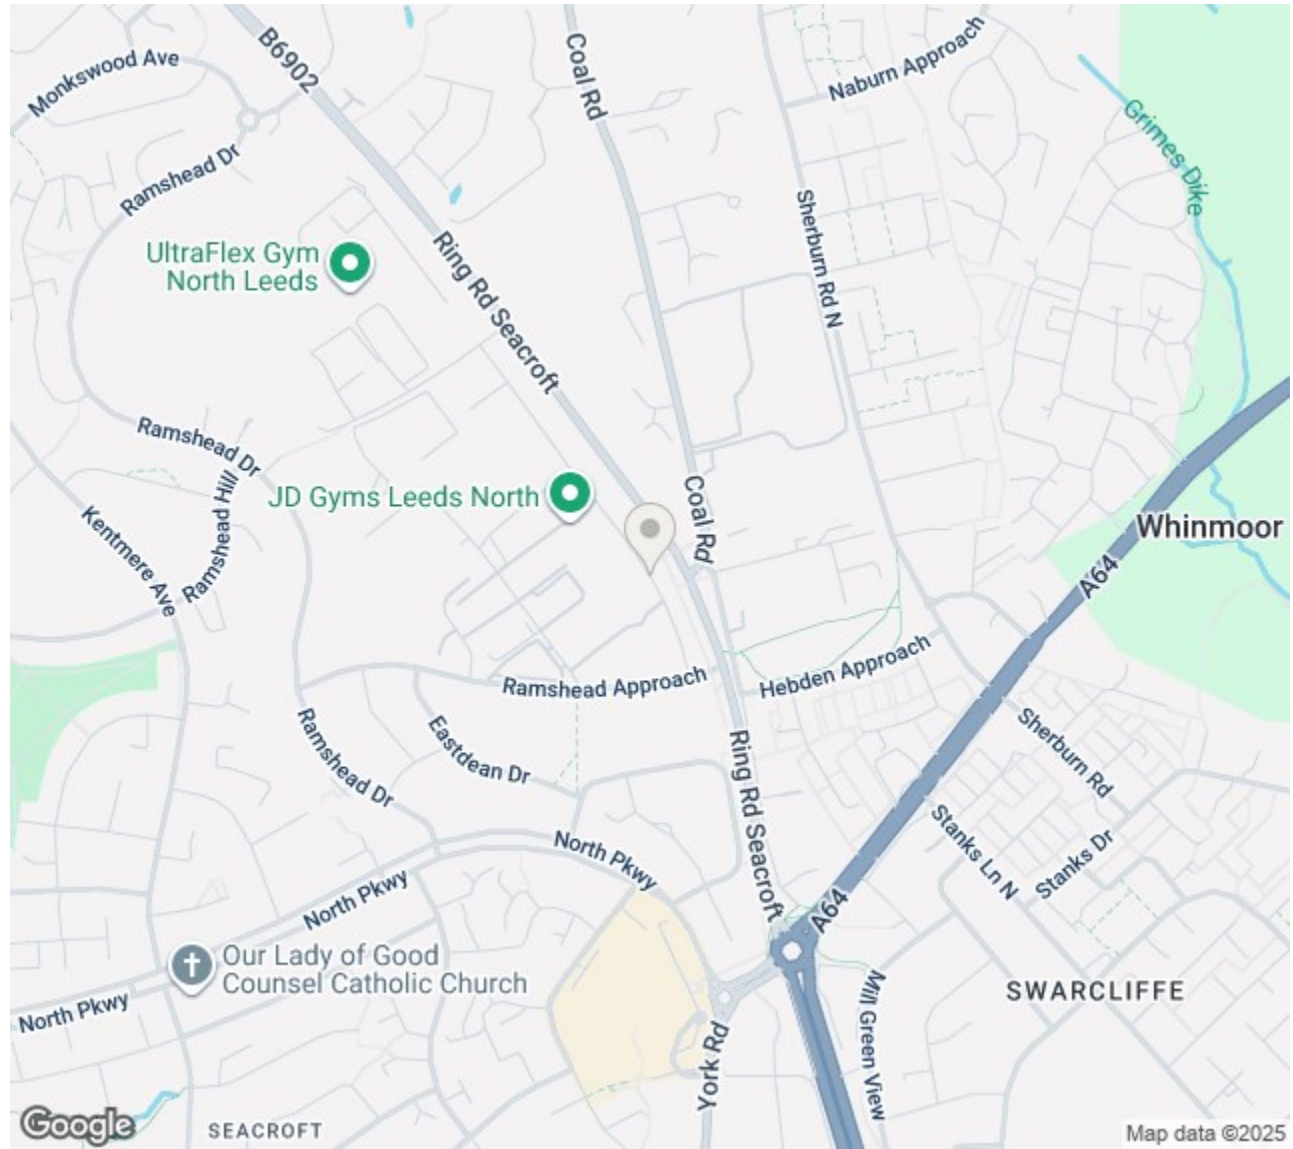 B6902
Coal Rd
Naburn Approach
Monkswood Ave
Grimes Dike
Ramshead Dr
Sherburn Rd N
UltraFlex Gym
North Leeds
Ring Rd Seacroft
Ramshead Dr
Ramshead Hill
JD Gyms Leeds North
Coal Rd
Kentmere Ave
Whinmoor
A64
Hebden Approach
Ramshead Approach
Eastdean Dr
Ramshead Dr
Sherburn Rd
Ring Rd Seacroft
Stanks Ln N
Stanks Dr
North Pkwy
North Pkwy
A64
Our Lady of Good
Counsel Catholic Church
North Pkwy
SWARCLIFFE
Mill Green View
York Rd
SEACROFT
Google
Map data ©2025